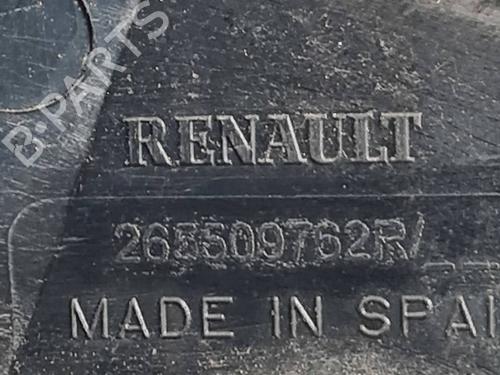 B-PARTS
RENAULT
265509762R/
MADE IN SPAI